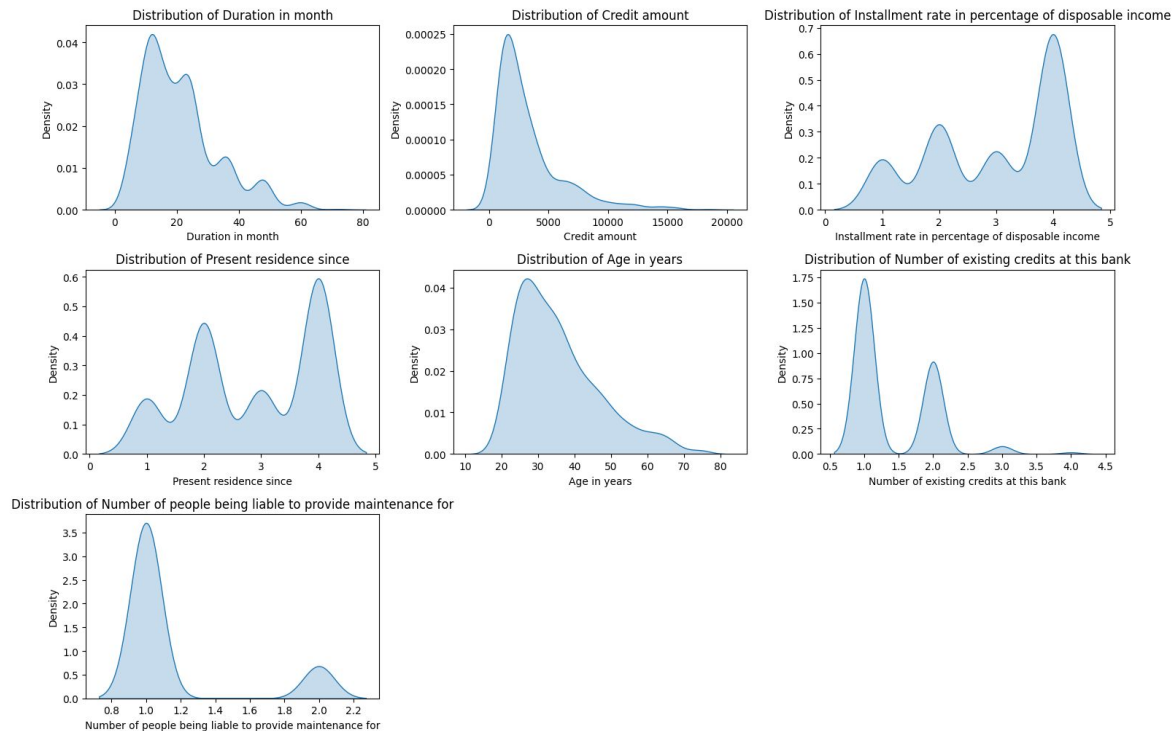 Distribution of Duration in month
Density
0.04
0.03
0.02
0.01
0.00
0 20 40 60 80
Duration in month
Distribution of Credit amount
Density
0.00025
0.00020
0.00015
0.00010
0.00005
0.00000
0 5000 10000 15000 20000
Credit amount
Distribution of Installment rate in percentage of disposable income
Density
0.7
0.6
0.5
0.4
0.3
0.2
0.1
0.0
0 1 2 3 4 5
Installment rate in percentage of disposable income
Distribution of Present residence since
Density
0.6
0.5
0.4
0.3
0.2
0.1
0.0
0 1 2 3 4 5
Present residence since
Distribution of Age in years
Density
0.04
0.03
0.02
0.01
0.00
10 20 30 40 50 60 70 80
Age in years
Distribution of Number of existing credits at this bank
Density
1.75
1.50
1.25
1.00
0.75
0.50
0.25
0.00
0.5 1.0 1.5 2.0 2.5 3.0 3.5 4.0 4.5
Number of existing credits at this bank
Distribution of Number of people being liable to provide maintenance for
Density
3.5
3.0
2.5
2.0
1.5
1.0
0.5
0.0
0.8 1.0 1.2 1.4 1.6 1.8 2.0 2.2
Number of people being liable to provide maintenance for